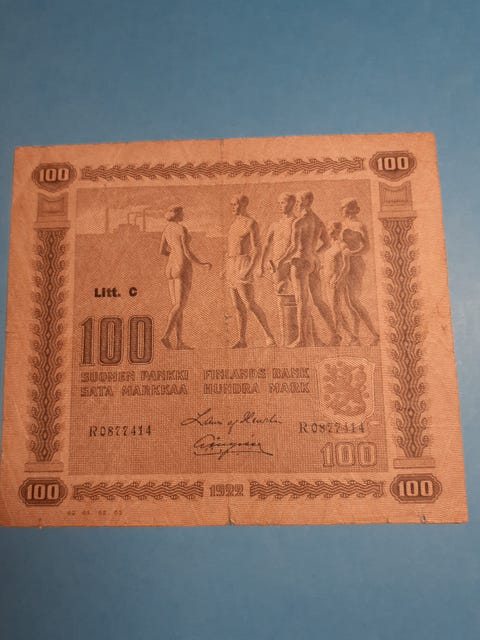 100 100
Litt. C
100
SUOMEN PANKKI FINLANDS BANK
SATA MARKKAA HUNDRA MARK
R0877414 R0877414
100
100 1922 100